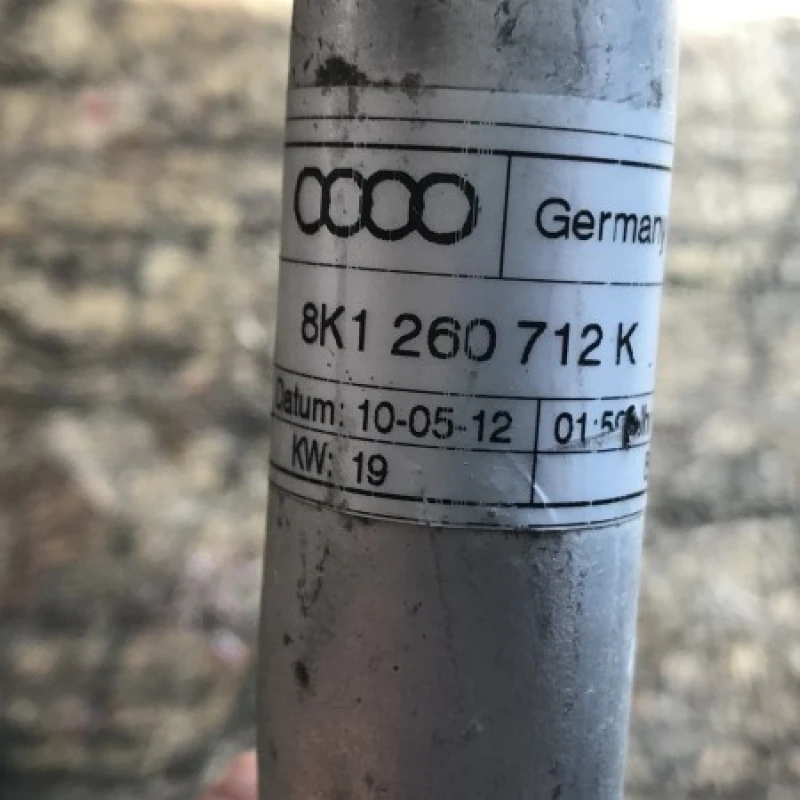 Germany
8K1 260 712 K
Datum: 10-05-12
KW: 19